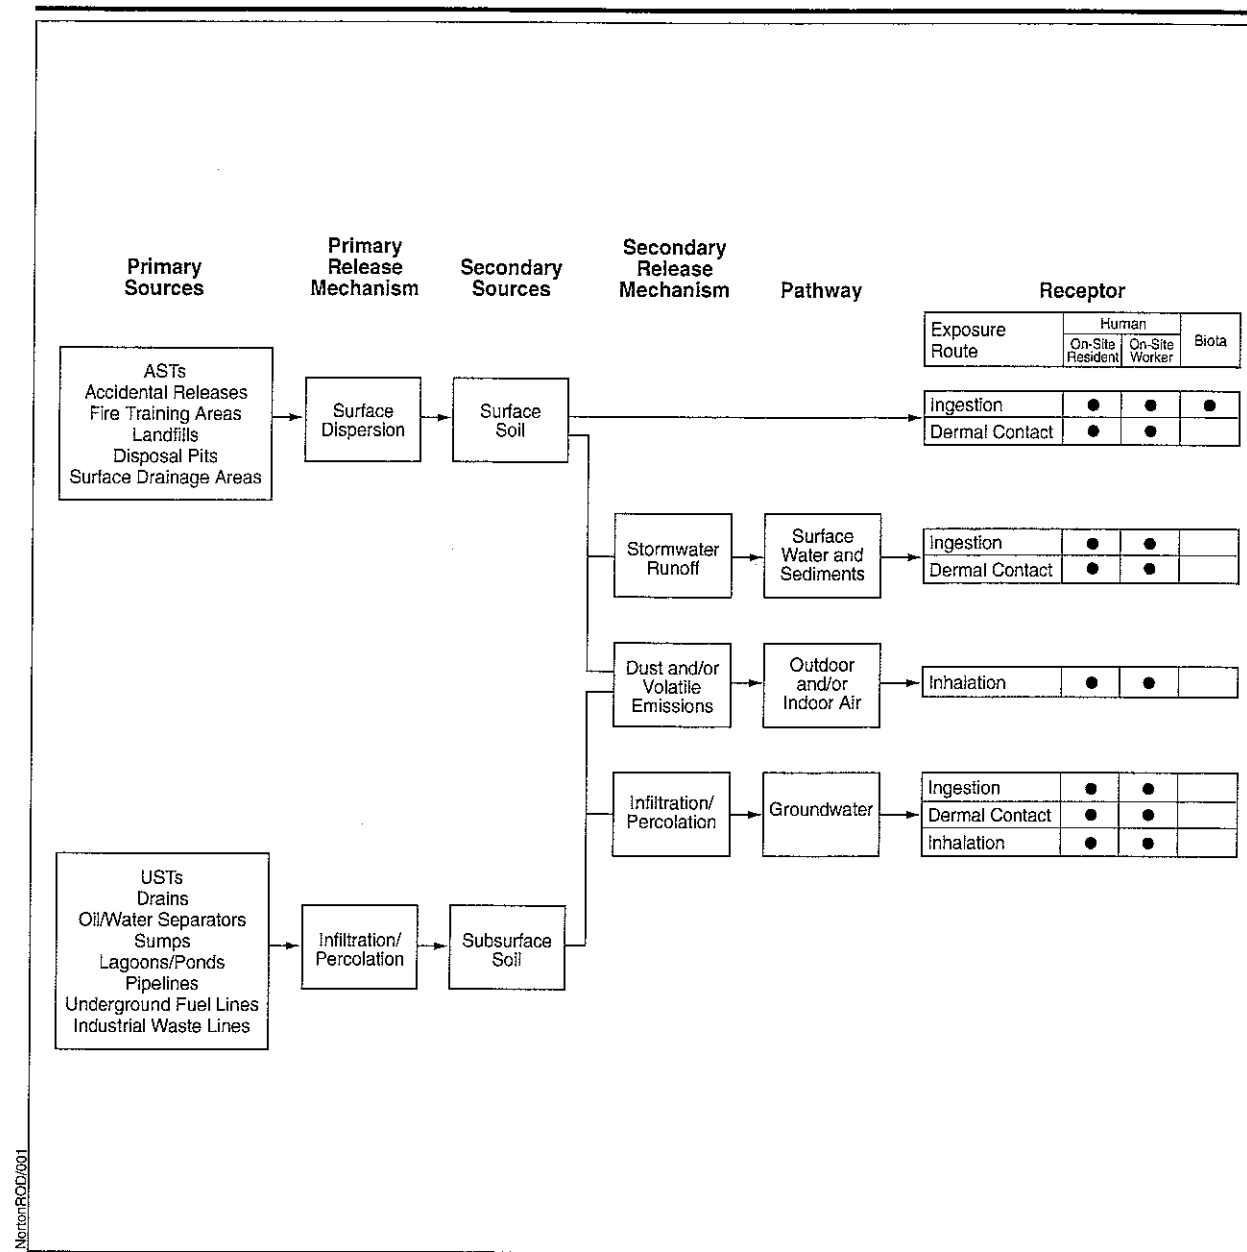 Primary
Sources
Primary
Release
Mechanism
Secondary
Sources
Secondary
Release
Mechanism
Pathway
Receptor
Exposure
Route
Human
On-Site
Resident
On-Site
Worker
Biota
ASTs
Accidental Releases
Fire Training Areas
Landfills
Disposal Pits
Surface Drainage Areas
Surface
Dispersion
Surface
Soil
Ingestion ● ● ●
Dermal Contact ● ●
Stormwater
Runoff
Surface
Water and
Sediments
Ingestion ● ●
Dermal Contact ● ●
Dust and/or
Volatile
Emissions
Outdoor
and/or
Indoor Air
Inhalation ● ●
Infiltration/
Percolation
Groundwater
Ingestion ● ●
Dermal Contact ● ●
Inhalation ● ●
USTs
Drains
Oil/Water Separators
Sumps
Lagoons/Ponds
Pipelines
Underground Fuel Lines
Industrial Waste Lines
Infiltration/
Percolation
Subsurface
Soil
NortonROD/001